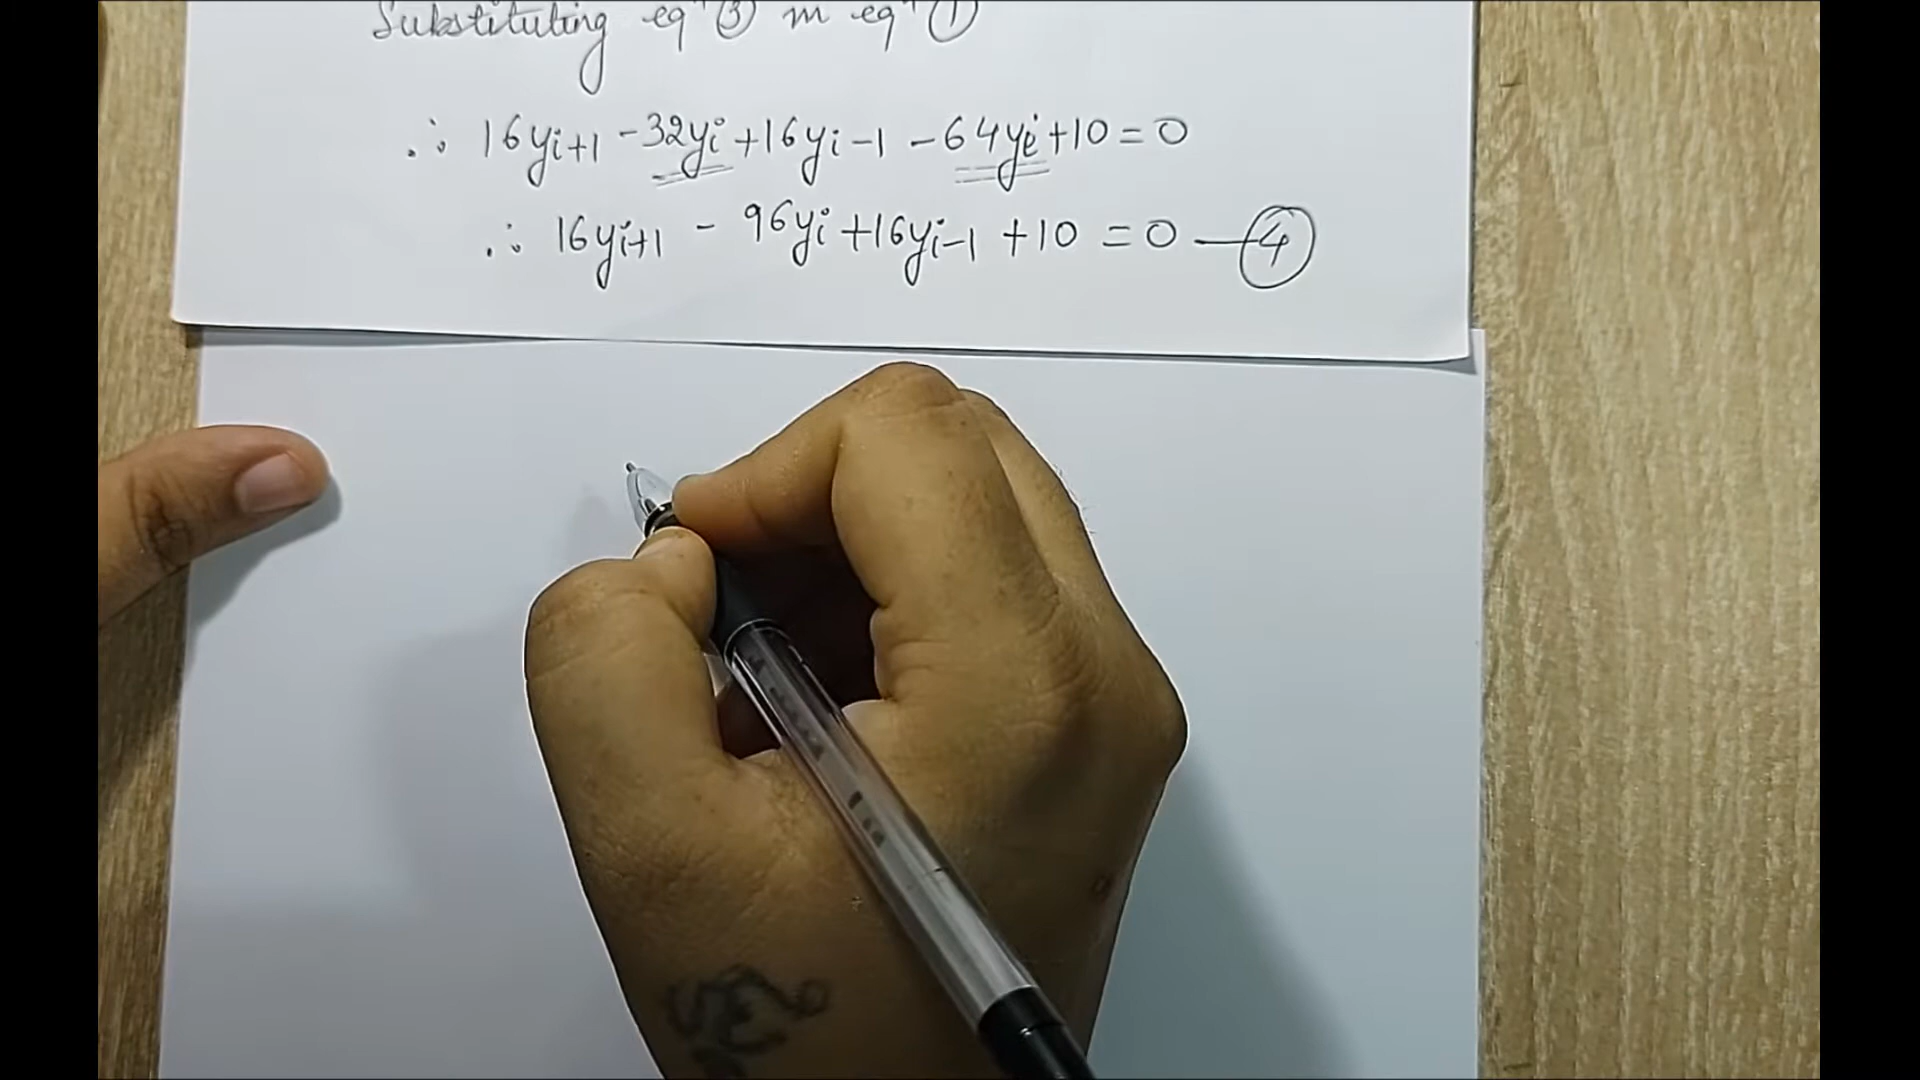 Substituting eqⁿ ③ in eqⁿ ①
∴ 16yi+1 - 32yi + 16yi-1 - 64yi + 10 = 0
∴ 16yi+1 - 96yi + 16yi-1 + 10 = 0 — ④